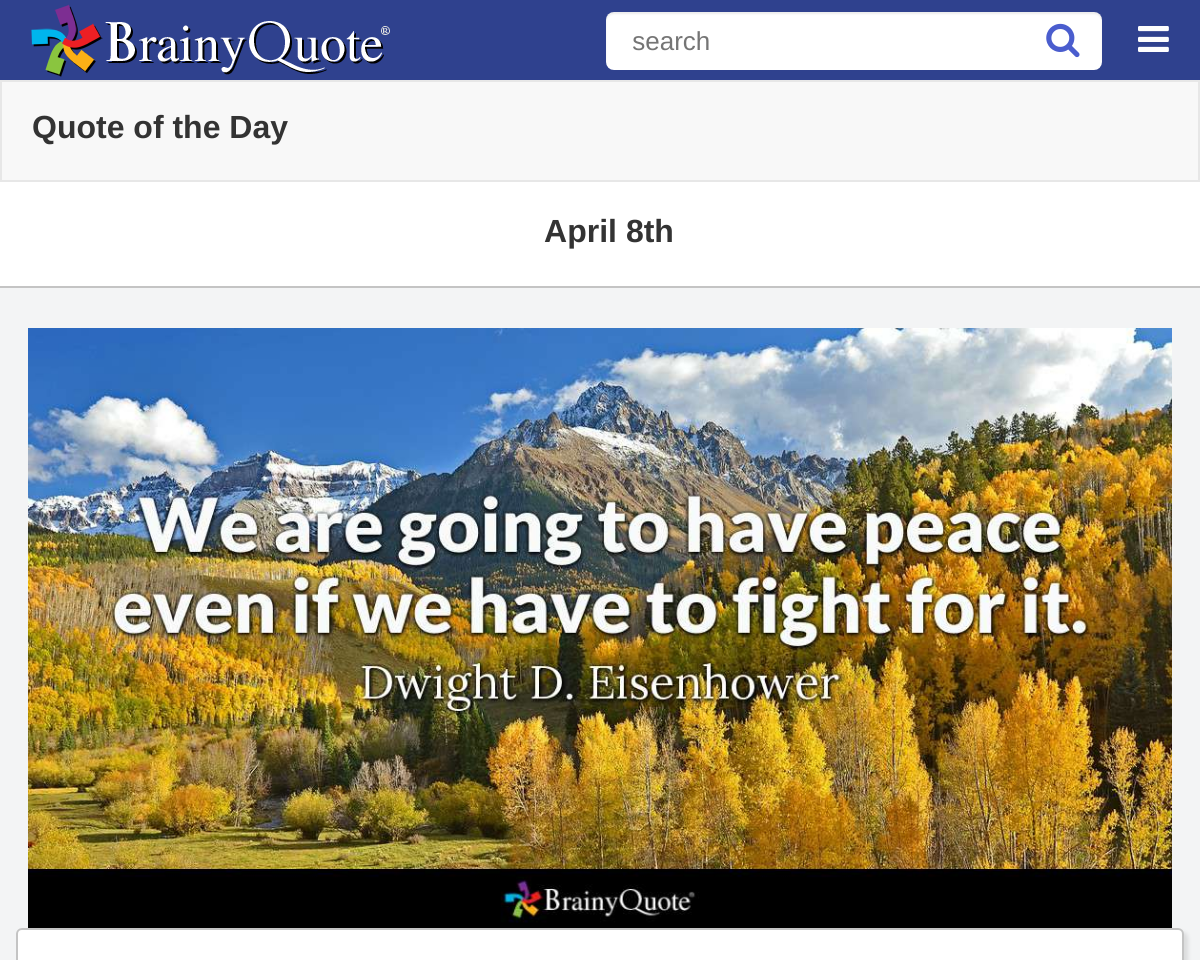 BrainyQuote®
search
Quote of the Day
April 8th
We are going to have peace
even if we have to fight for it.
Dwight D. Eisenhower
BrainyQuote®